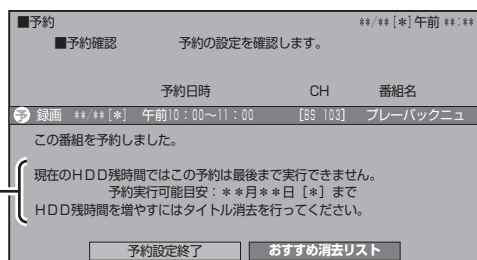 ■予約 **/**[*]午前 **:**
■予約確認 予約の設定を確認します。
予約日時 CH 番組名
予 録画 **/**[*] 午前10:00〜11:00 [BS 103] プレーバックニュ
この番組を予約しました。
現在のHDD残時間ではこの予約は最後まで実行できません。
予約実行可能目安:**月**日[*]まで
HDD残時間を増やすにはタイトル消去を行ってください。
予約設定終了 おすすめ消去リスト